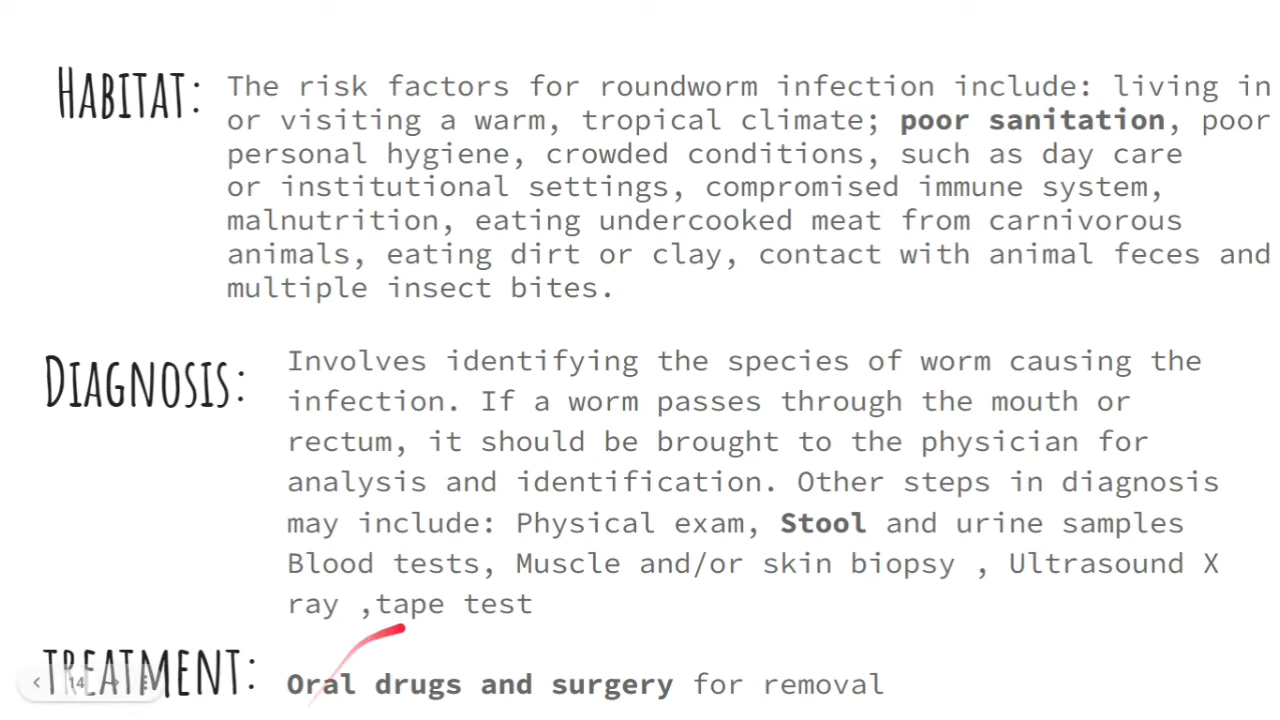 HABITAT: The risk factors for roundworm infection include: living in
or visiting a warm, tropical climate; poor sanitation, poor
personal hygiene, crowded conditions, such as day care
or institutional settings, compromised immune system,
malnutrition, eating undercooked meat from carnivorous
animals, eating dirt or clay, contact with animal feces and
multiple insect bites.
DIAGNOSIS: Involves identifying the species of worm causing the
infection. If a worm passes through the mouth or
rectum, it should be brought to the physician for
analysis and identification. Other steps in diagnosis
may include: Physical exam, Stool and urine samples
Blood tests, Muscle and/or skin biopsy , Ultrasound X
ray ,tape test
TREATMENT: Oral drugs and surgery for removal
14